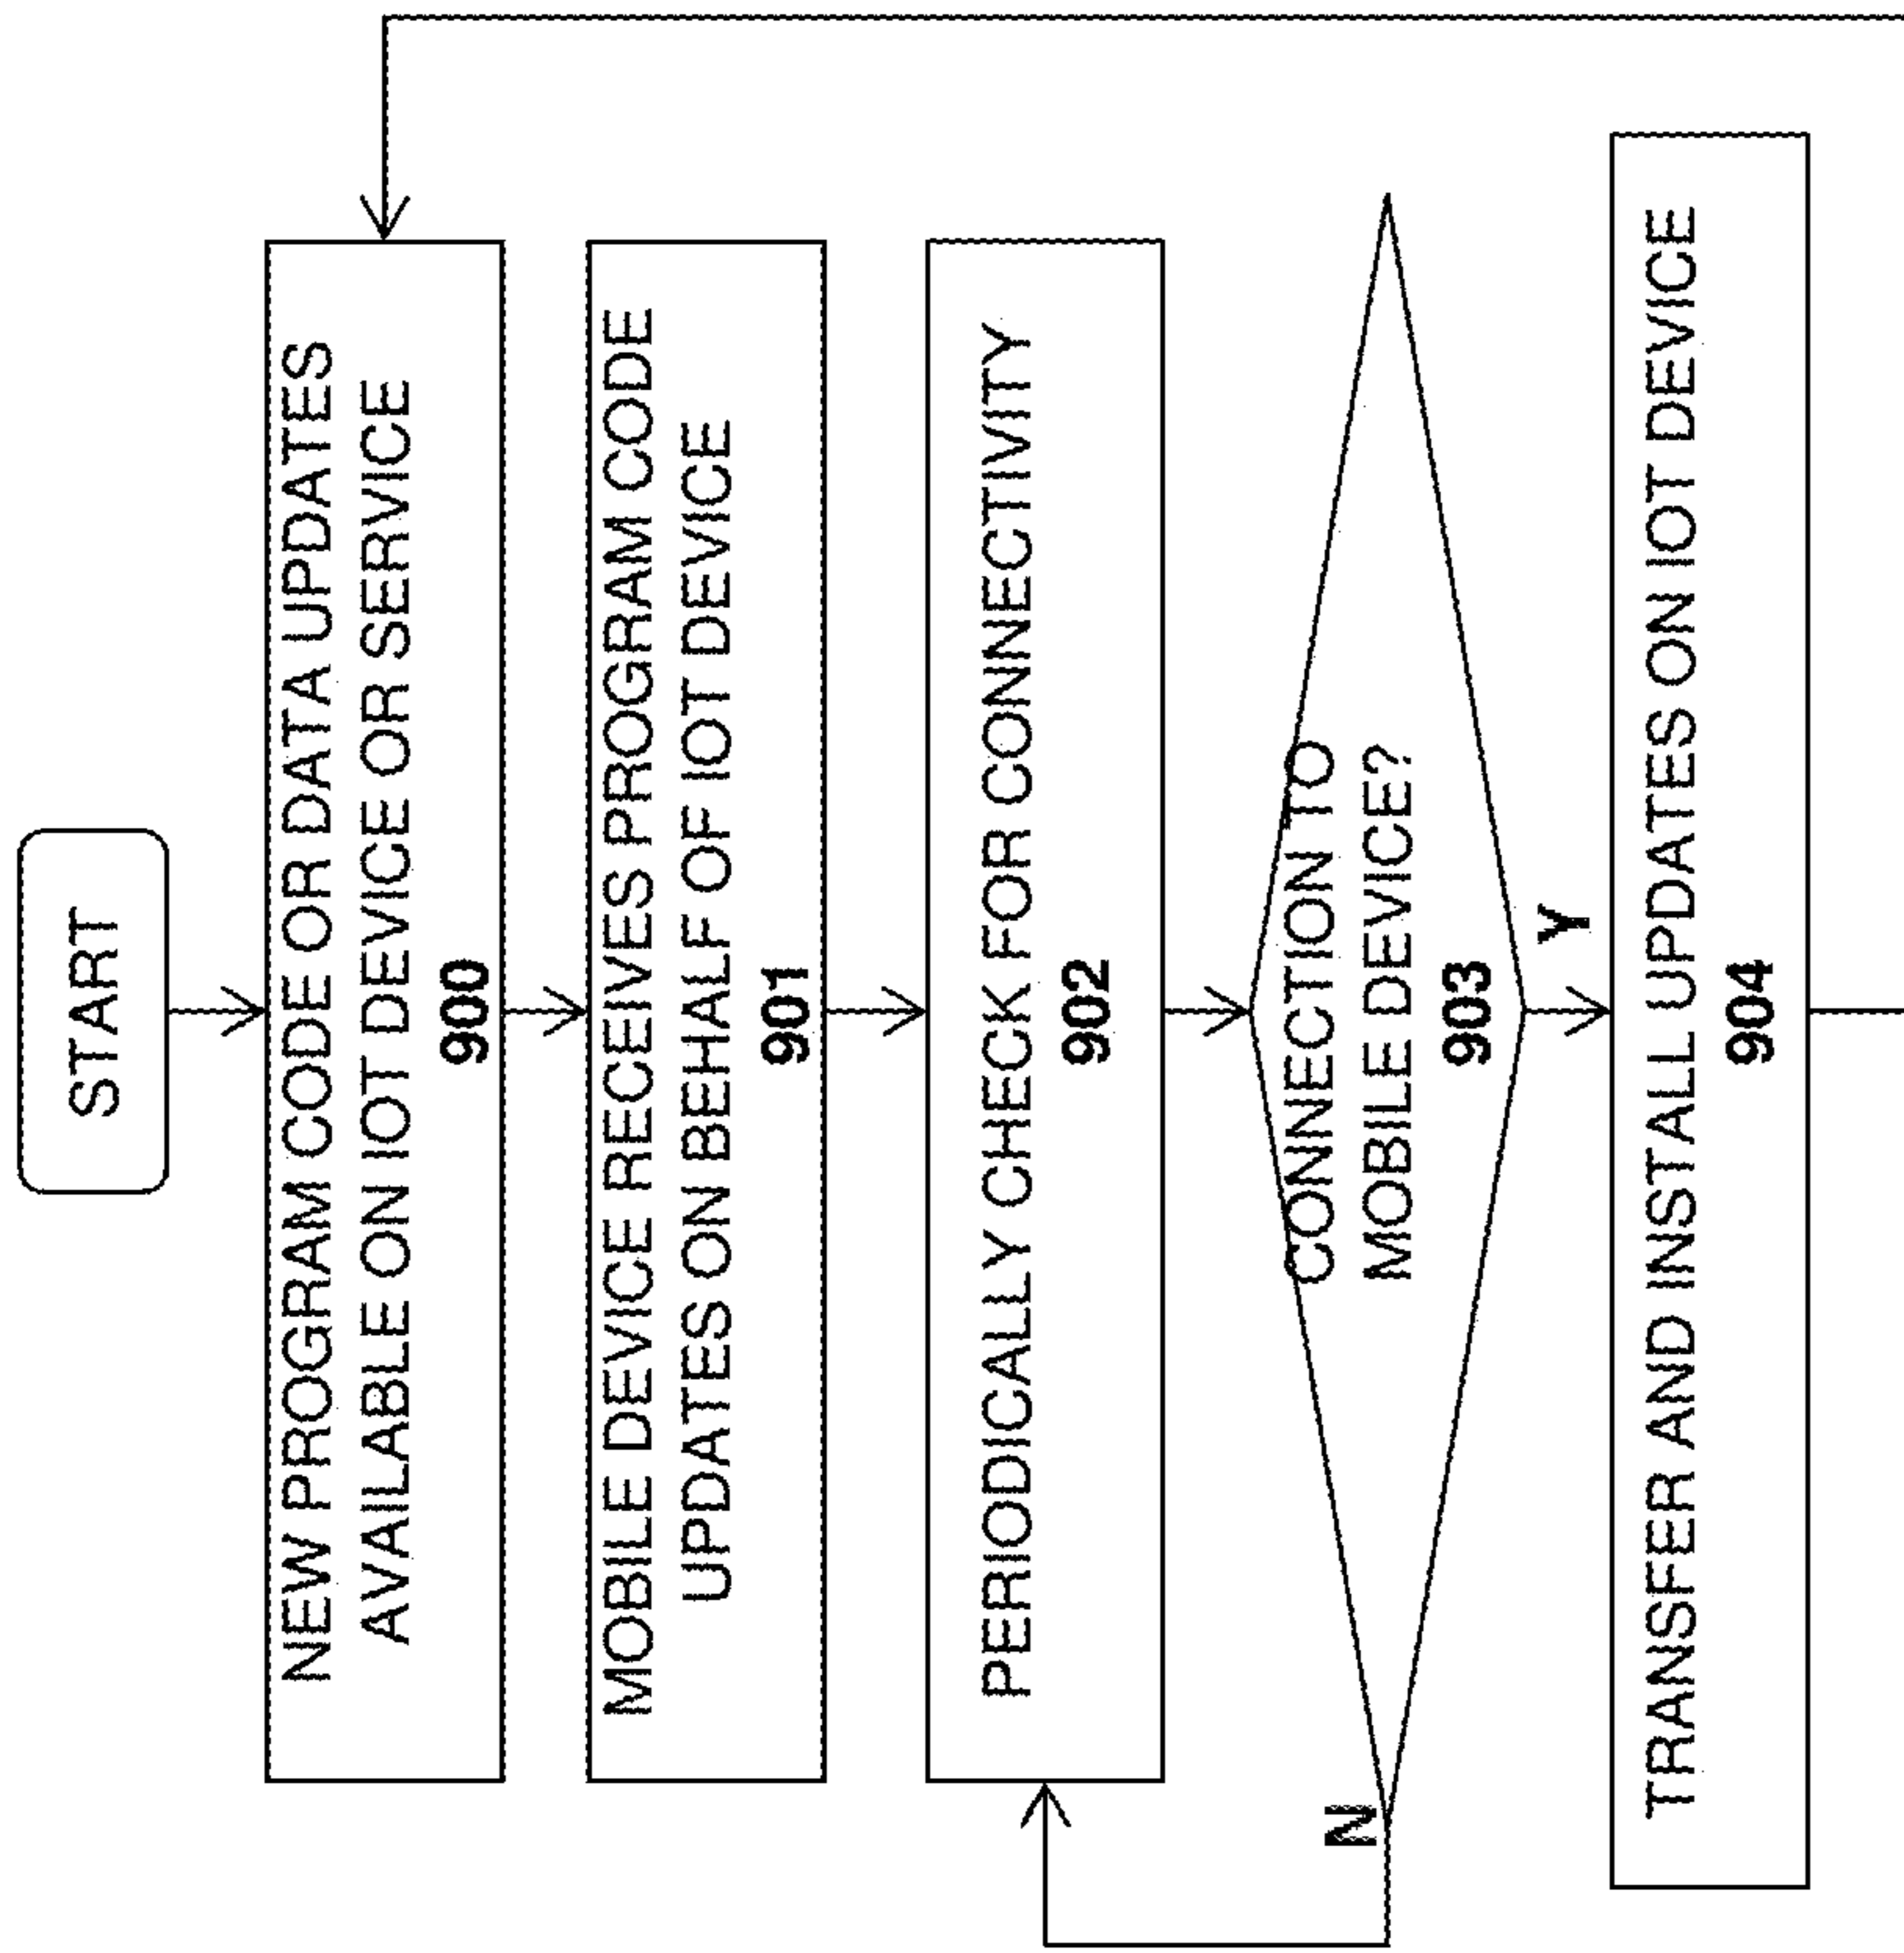 START
NEW PROGRAM CODE OR DATA UPDATES
AVAILABLE ON IOT DEVICE OR SERVICE
900
MOBILE DEVICE RECEIVES PROGRAM CODE
UPDATES ON BEHALF OF IOT DEVICE
901
PERIODICALLY CHECK FOR CONNECTIVITY
902
N
CONNECTION TO
MOBILE DEVICE?
903
Y
TRANSFER AND INSTALL UPDATES ON IOT DEVICE
904